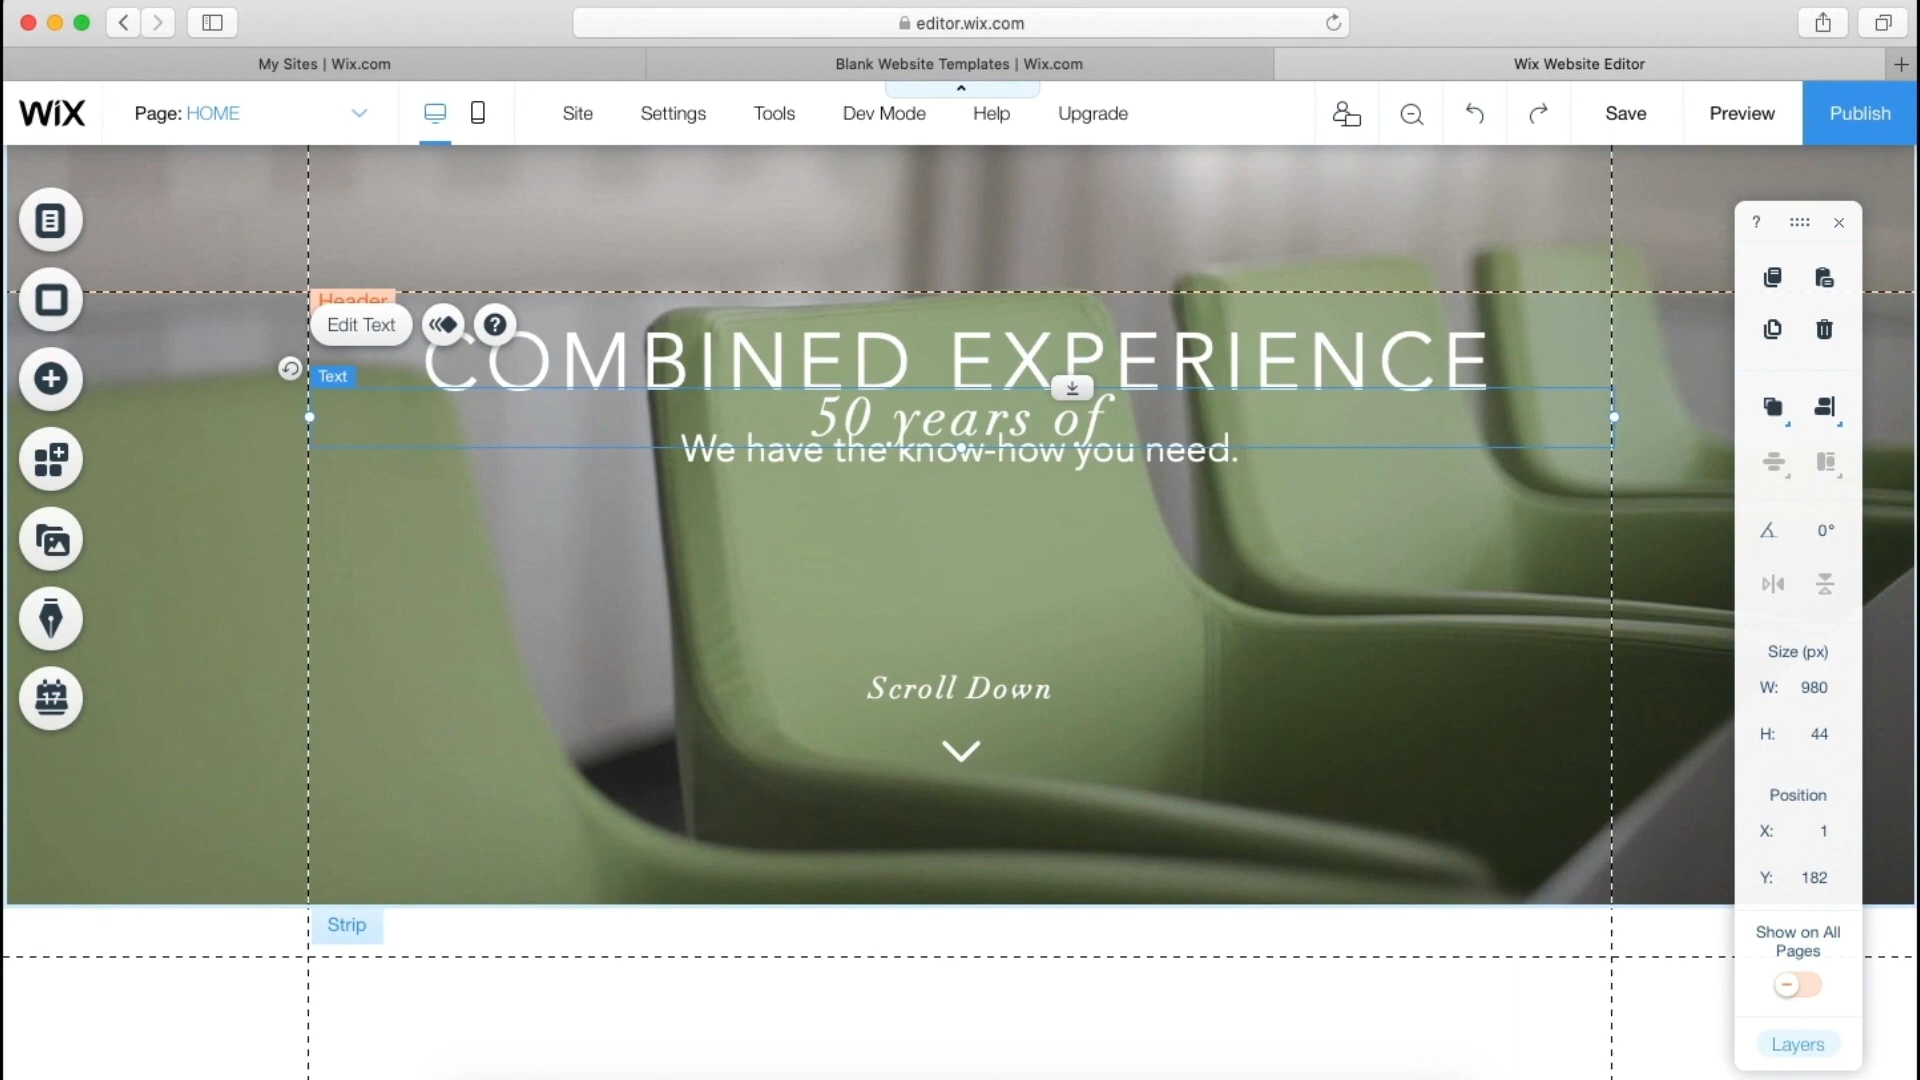 editor.wix.com
My Sites | Wix.com
Blank Website Templates | Wix.com
Wix Website Editor
WiX
Page: HOME
Site
Settings
Tools
Dev Mode
Help
Upgrade
Save
Preview
Publish
Header
Edit Text
?
Text
COMBINED EXPERIENCE
50 years of
We have the know-how you need.
Scroll Down
17
Strip
?
0°
Size (px)
W: 980
H: 44
Position
X: 1
Y: 182
Show on All
Pages
Layers